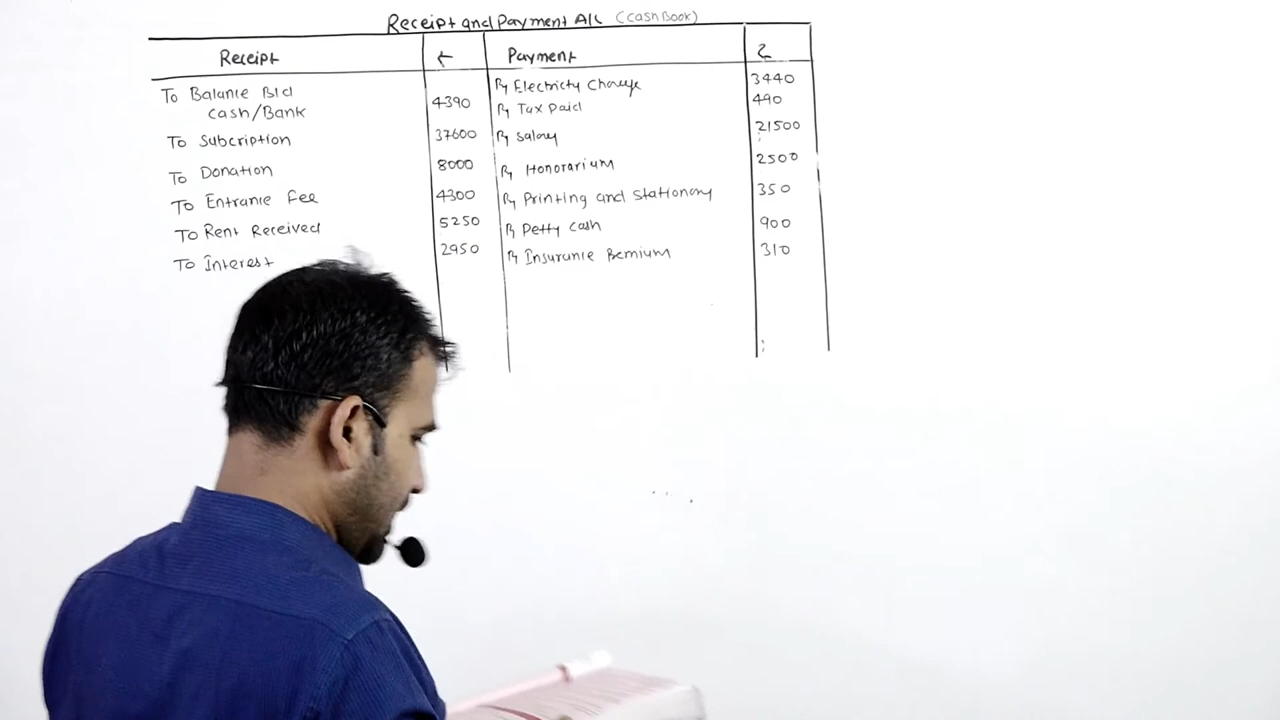 Receipt and Payment A/c (Cash Book)
Receipt ₹ Payment ₹
To Balance B/d
Cash/Bank 4390
To Subcription 37600
To Donation 8000
To Entrance Fee 4300
To Rent Received 5250
To Interest 2950
By Electricty Charge 3440
By Tax Paid 490
By Salary 21500
By Honorarium 2500
By Printing and Stationary 350
By Petty Cash 900
By Insurance Premium 310